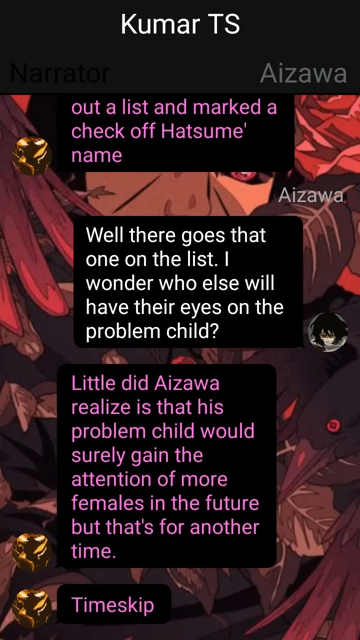 Kumar TS
Narrator
Aizawa
out a list and marked a
check off Hatsume'
name
Aizawa
Well there goes that
one on the list. I
wonder who else will
have their eyes on the
problem child?
Little did Aizawa
realize is that his
problem child would
surely gain the
attention of more
females in the future
but that's for another
time.
Timeskip